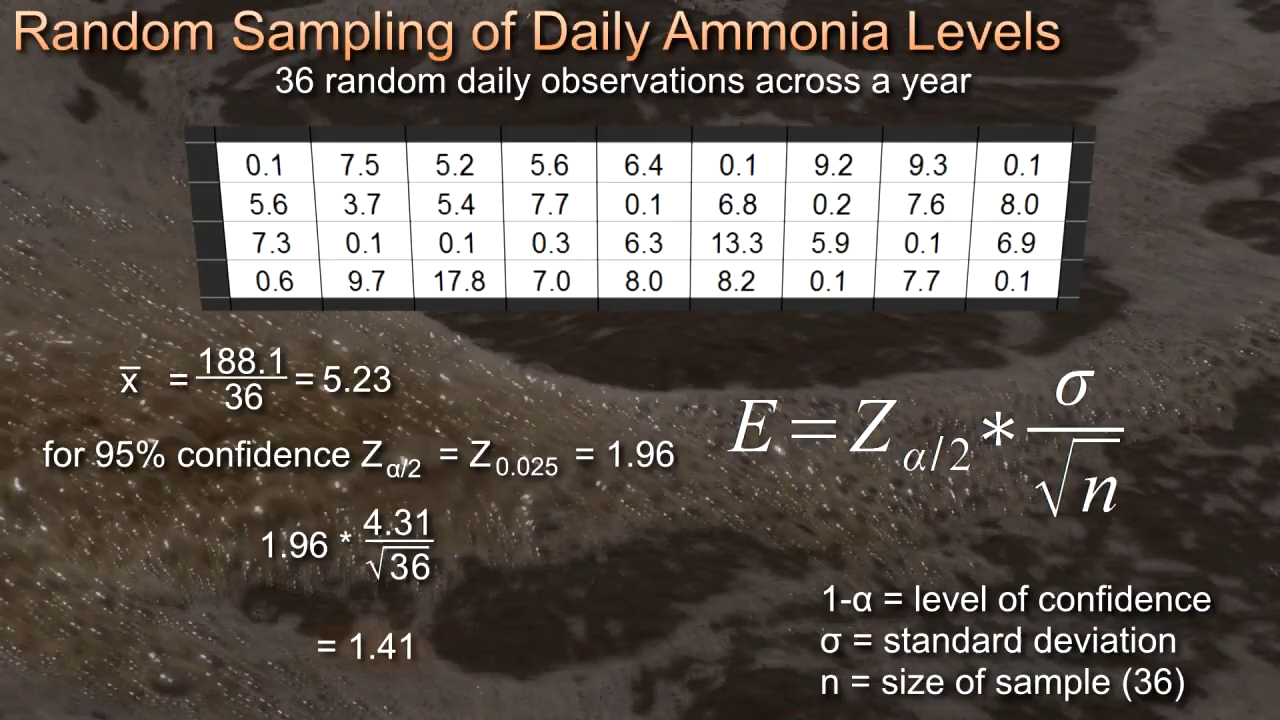 Random Sampling of Daily Ammonia Levels
36 random daily observations across a year
0.1 7.5 5.2 5.6 6.4 0.1 9.2 9.3 0.1
5.6 3.7 5.4 7.7 0.1 6.8 0.2 7.6 8.0
7.3 0.1 0.1 0.3 6.3 13.3 5.9 0.1 6.9
0.6 9.7 17.8 7.0 8.0 8.2 0.1 7.7 0.1
x̅ = 188.1/36 = 5.23
for 95% confidence Z α/2 = Z 0.025 = 1.96
1.96 * 4.31/√36
= 1.41
E = Z α/2 * σ/√n
1-α = level of confidence
σ = standard deviation
n = size of sample (36)